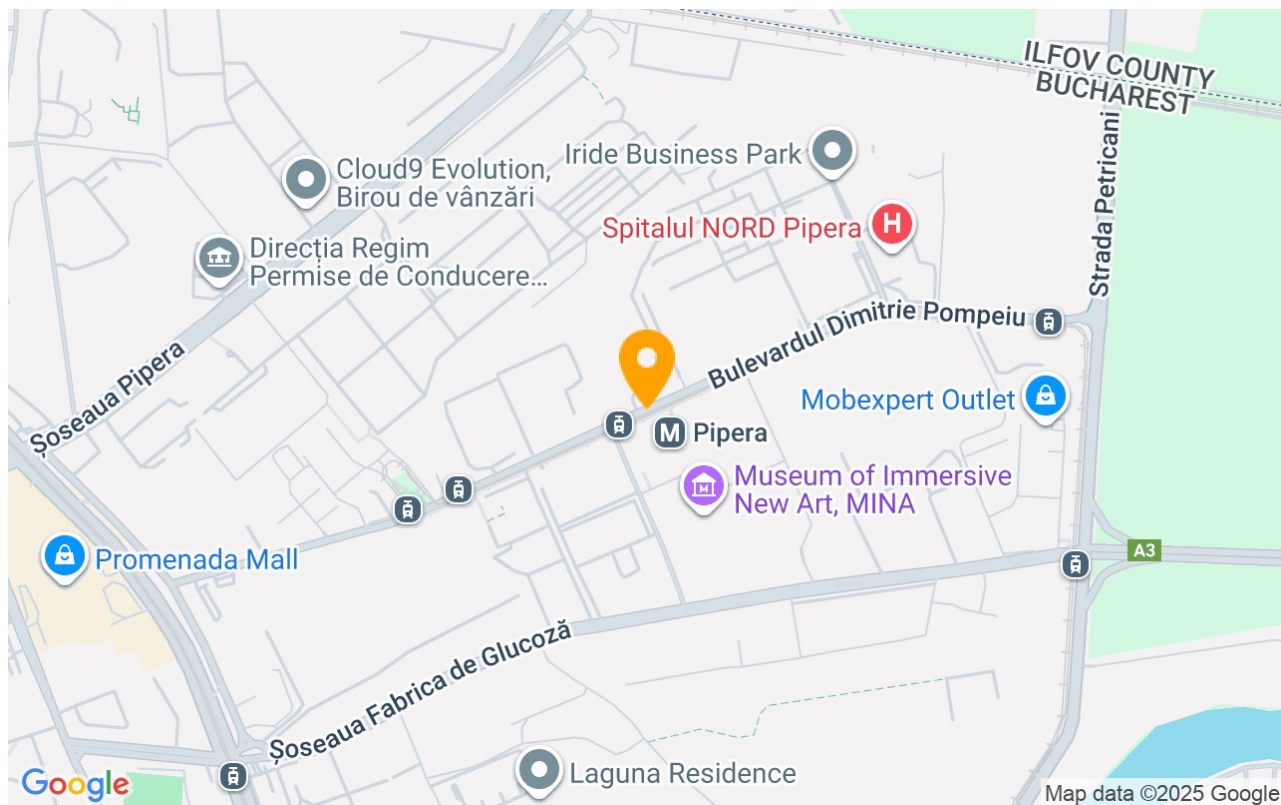 ILFOV COUNTY
BUCHAREST
Strada Petricani
Iride Business Park
Cloud9 Evolution,
Birou de vânzări
Spitalul NORD Pipera
H
Direcția Regim
Permise de Conducere...
Bulevardul Dimitrie Pompeiu
Șoseaua Pipera
Mobexpert Outlet
M Pipera
Museum of Immersive
New Art, MINA
M
A3
Promenada Mall
Șoseaua Fabrica de Glucoză
Laguna Residence
Google
Map data ©2025 Google